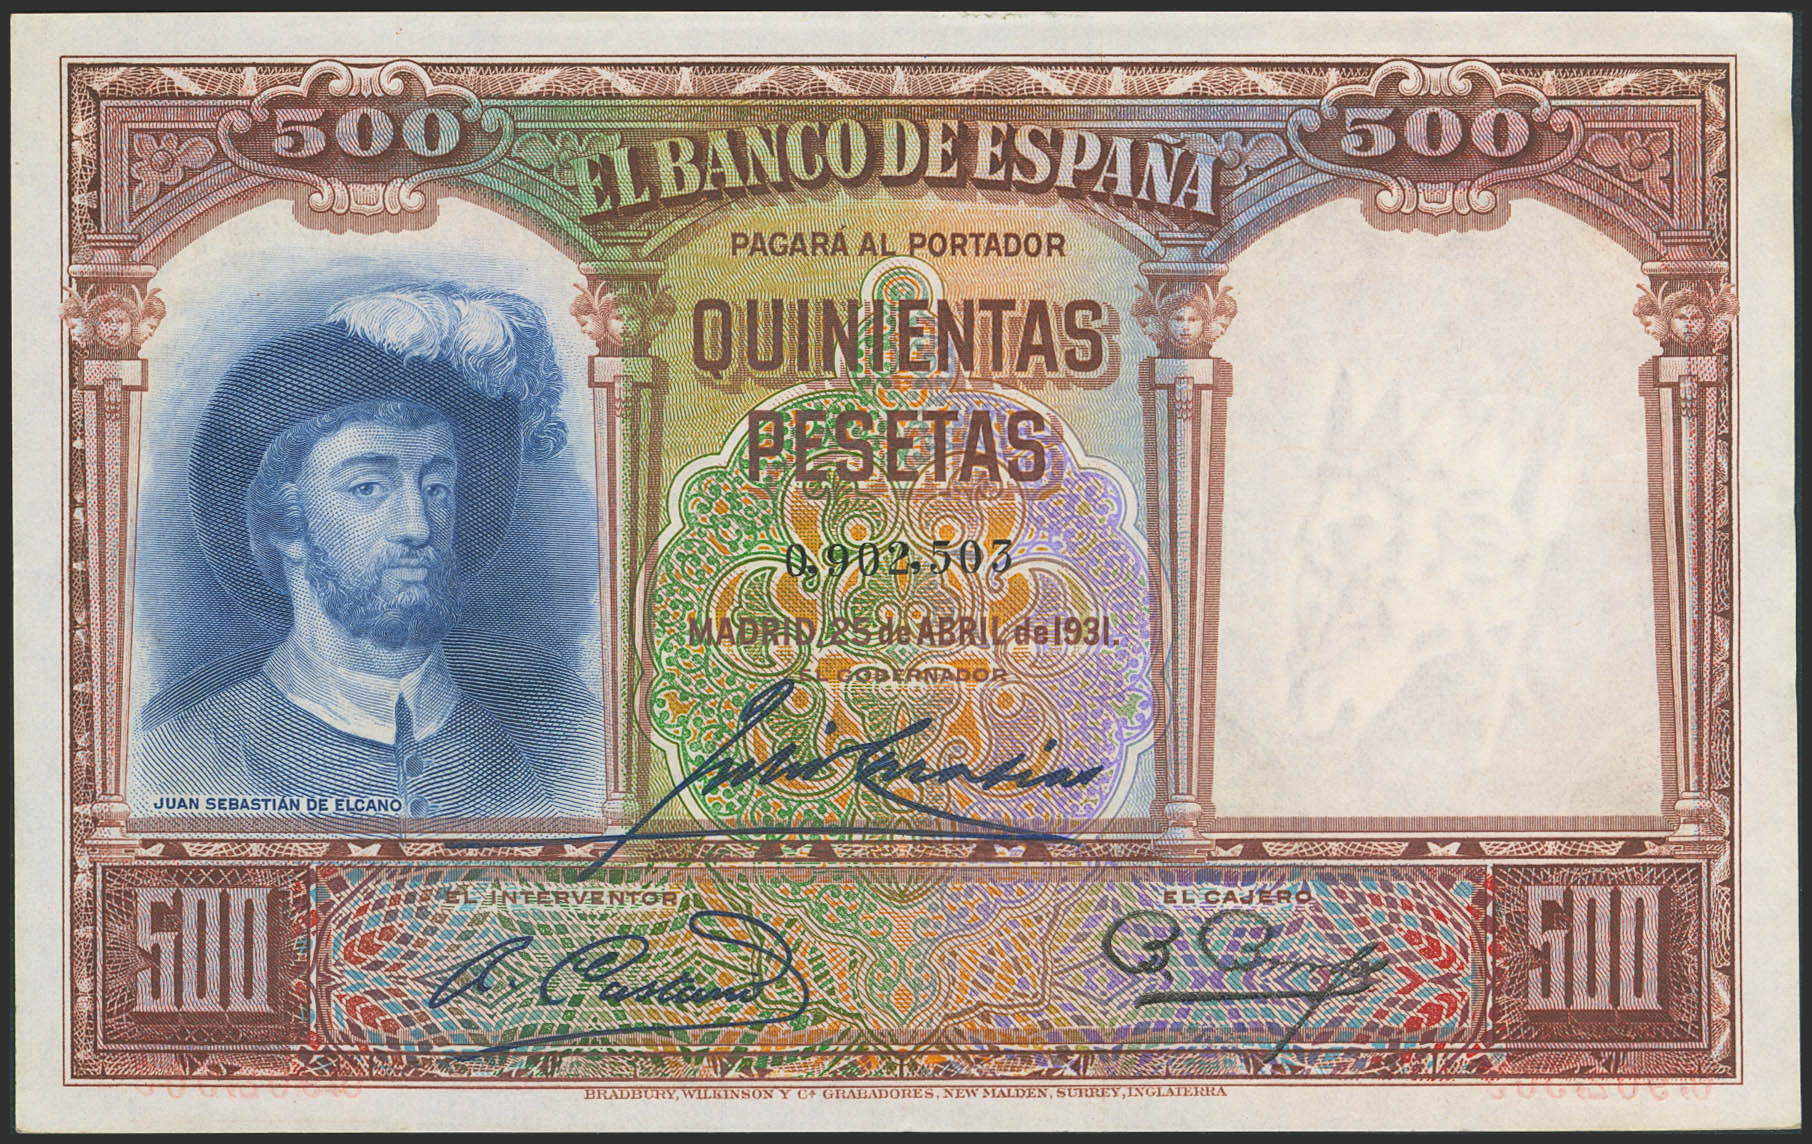 500
500
EL BANCO DE ESPAÑA
PAGARÁ AL PORTADOR
QUINIENTAS
PESETAS
0,902,503
MADRID, 25 de ABRIL de 1931.
EL GOBERNADOR
JUAN SEBASTIÁN DE ELCANO
EL INTERVENTOR
EL CAJERO
500
500
BRADBURY, WILKINSON Y Cª GRABADORES, NEW MALDEN, SURREY, INGLATERRA